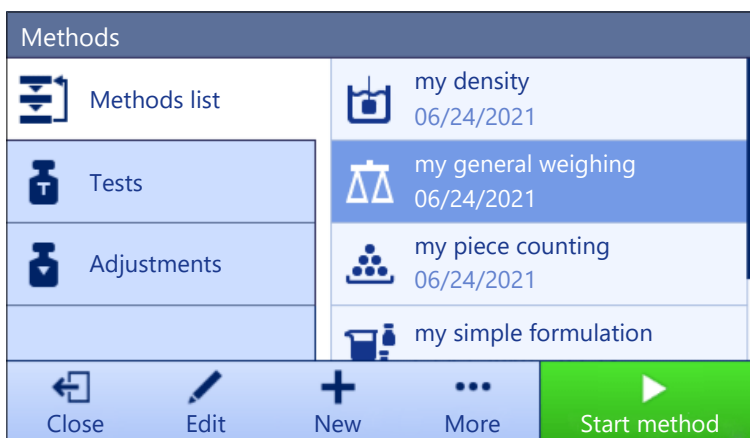 Methods
Methods list
Tests
Adjustments
my density
06/24/2021
my general weighing
06/24/2021
my piece counting
06/24/2021
my simple formulation
Close
Edit
New
More
Start method